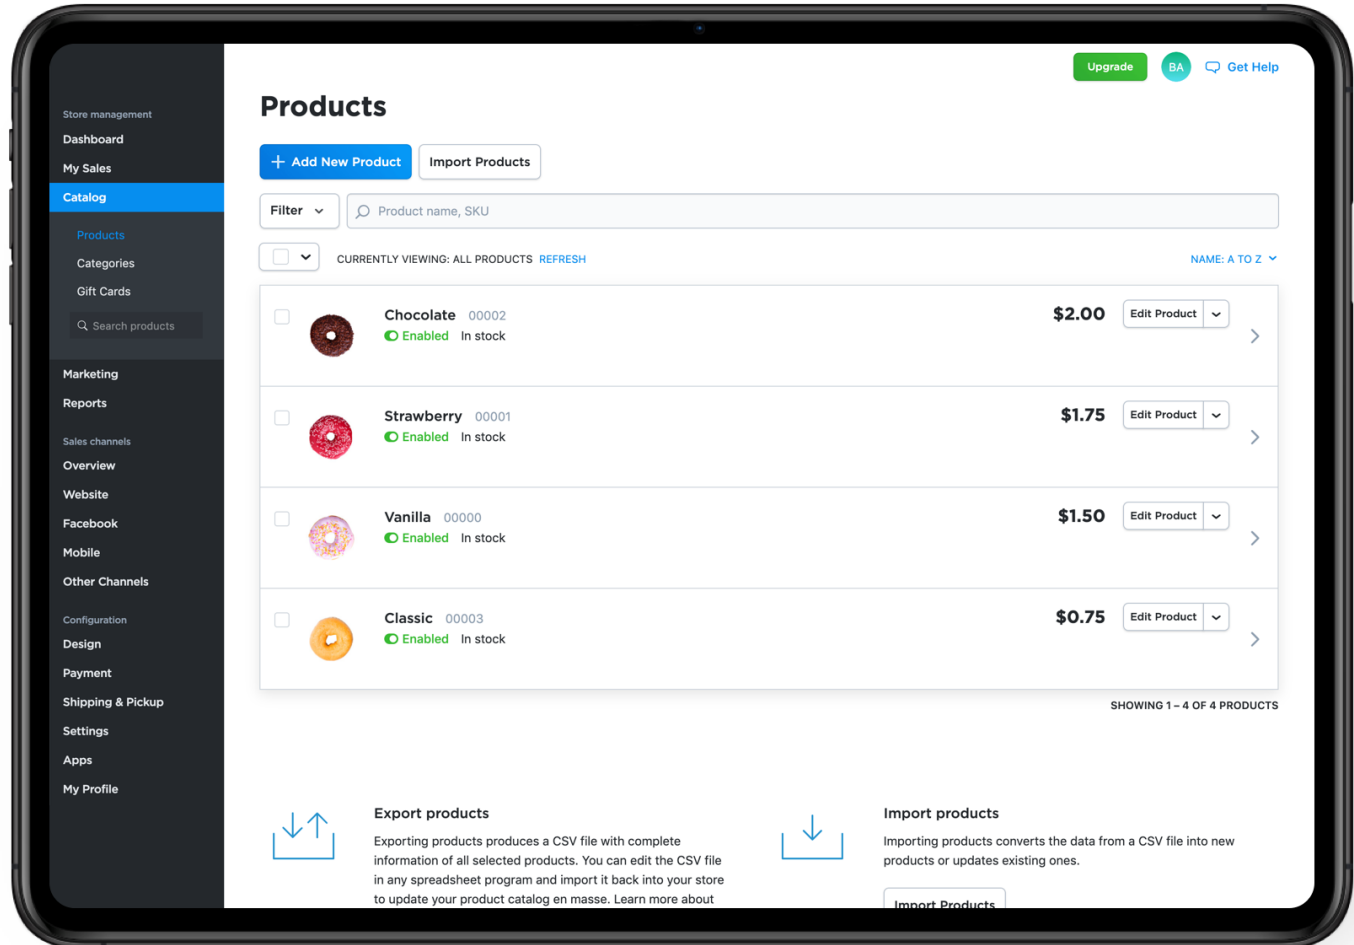 Upgrade
BA
Get Help
Store management
Dashboard
My Sales
Catalog
Products
Categories
Gift Cards
Search products
Marketing
Reports
Sales channels
Overview
Website
Facebook
Mobile
Other Channels
Configuration
Design
Payment
Shipping & Pickup
Settings
Apps
My Profile
Products
+ Add New Product
Import Products
Filter
Product name, SKU
CURRENTLY VIEWING: ALL PRODUCTS REFRESH
NAME: A TO Z
Chocolate 00002
$2.00
Edit Product
Enabled In stock
Strawberry 00001
$1.75
Edit Product
Enabled In stock
Vanilla 00000
$1.50
Edit Product
Enabled In stock
Classic 00003
$0.75
Edit Product
Enabled In stock
SHOWING 1 – 4 OF 4 PRODUCTS
Export products
Exporting products produces a CSV file with complete
information of all selected products. You can edit the CSV file
in any spreadsheet program and import it back into your store
to update your product catalog en masse. Learn more about
Import products
Importing products converts the data from a CSV file into new
products or updates existing ones.
Import Products